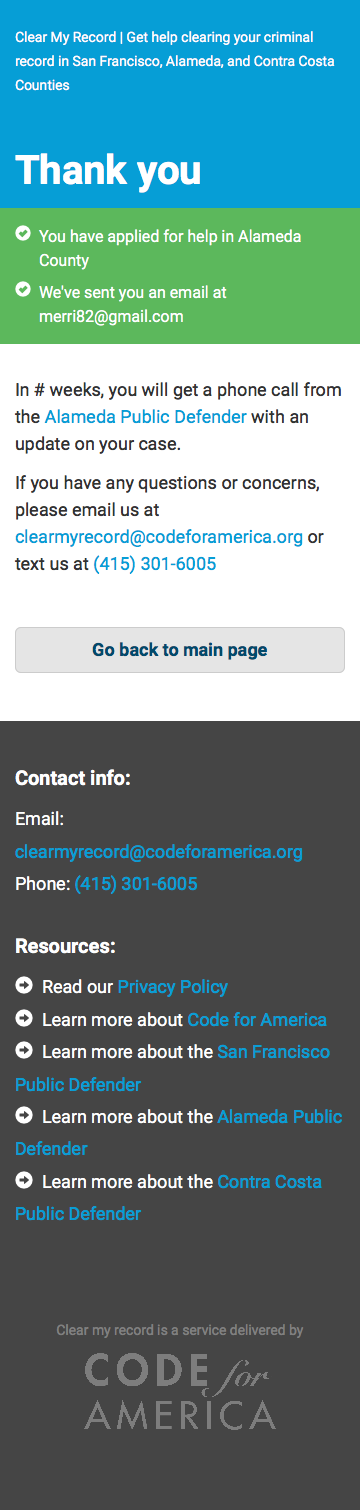 Clear My Record | Get help clearing your criminal
record in San Francisco, Alameda, and Contra Costa
Counties
Thank you
You have applied for help in Alameda
County
We've sent you an email at
merri82@gmail.com
In # weeks, you will get a phone call from
the Alameda Public Defender with an
update on your case.
If you have any questions or concerns,
please email us at
clearmyrecord@codeforamerica.org or
text us at (415) 301-6005
Go back to main page
Contact info:
Email:
clearmyrecord@codeforamerica.org
Phone: (415) 301-6005
Resources:
Read our Privacy Policy
Learn more about Code for America
Learn more about the San Francisco
Public Defender
Learn more about the Alameda Public
Defender
Learn more about the Contra Costa
Public Defender
Clear my record is a service delivered by
CODE for
AMERICA